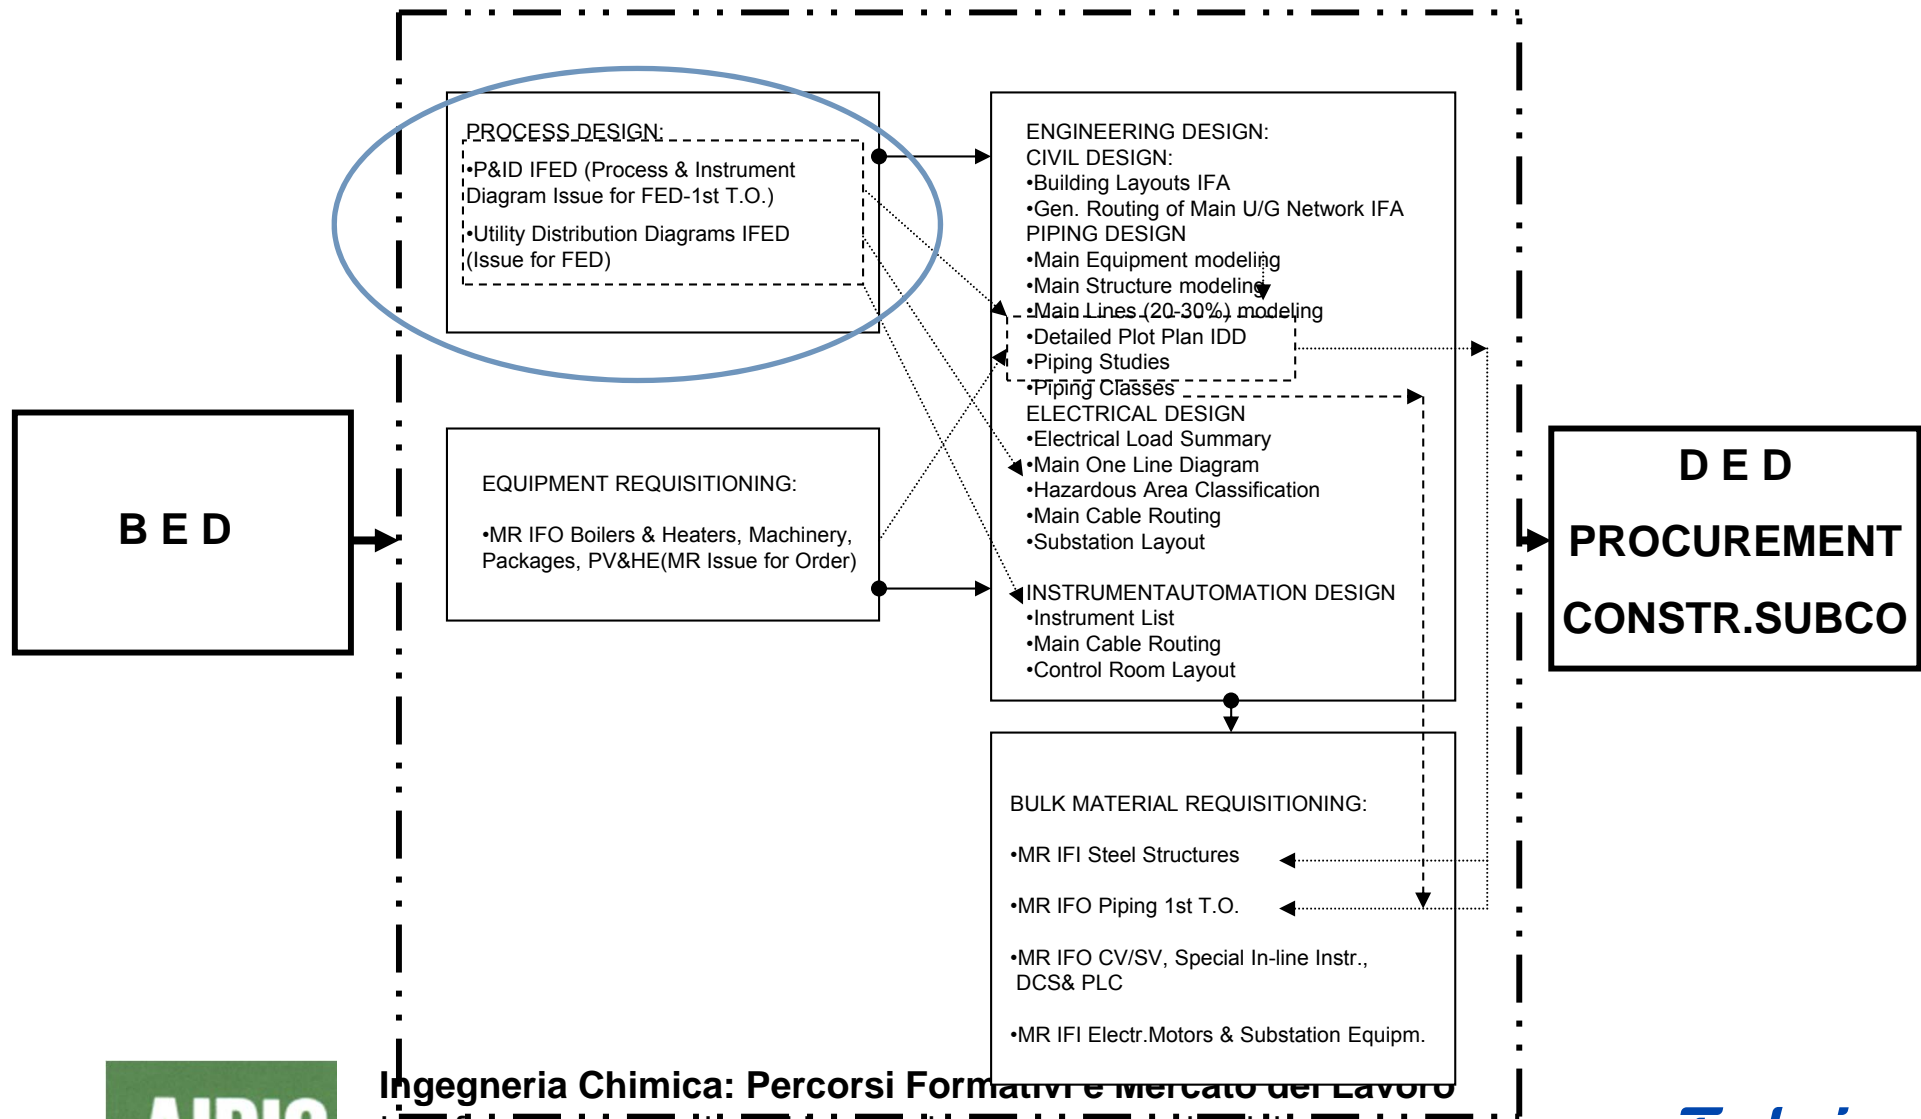 PROCESS DESIGN:
•P&ID IFED (Process & Instrument
Diagram Issue for FED-1st T.O.)
•Utility Distribution Diagrams IFED
(Issue for FED)
B E D
EQUIPMENT REQUISITIONING:
•MR IFO Boilers & Heaters, Machinery,
Packages, PV&HE(MR Issue for Order)
ENGINEERING DESIGN:
CIVIL DESIGN:
•Building Layouts IFA
•Gen. Routing of Main U/G Network IFA
PIPING DESIGN
•Main Equipment modeling
•Main Structure modeling
•Main Lines (20-30%) modeling
•Detailed Plot Plan IDD
•Piping Studies
•Piping Classes
ELECTRICAL DESIGN
•Electrical Load Summary
•Main One Line Diagram
•Hazardous Area Classification
•Main Cable Routing
•Substation Layout
INSTRUMENTAUTOMATION DESIGN
•Instrument List
•Main Cable Routing
•Control Room Layout
BULK MATERIAL REQUISITIONING:
•MR IFI Steel Structures
•MR IFO Piping 1st T.O.
•MR IFO CV/SV, Special In-line Instr.,
DCS& PLC
•MR IFI Electr.Motors & Substation Equipm.
D E D
PROCUREMENT
CONSTR.SUBCO
Ingegneria Chimica: Percorsi Formativi e Mercato del Lavoro